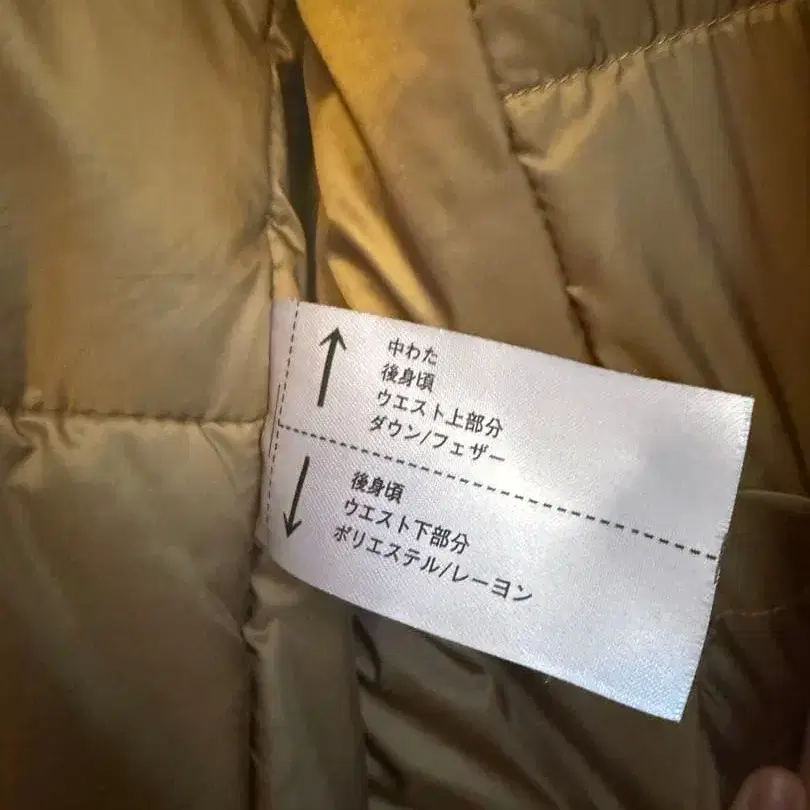 中わた
後身頃
ウエスト上部分
ダウン/フェザー
後身頃
ウエスト下部分
ポリエステル/レーヨン